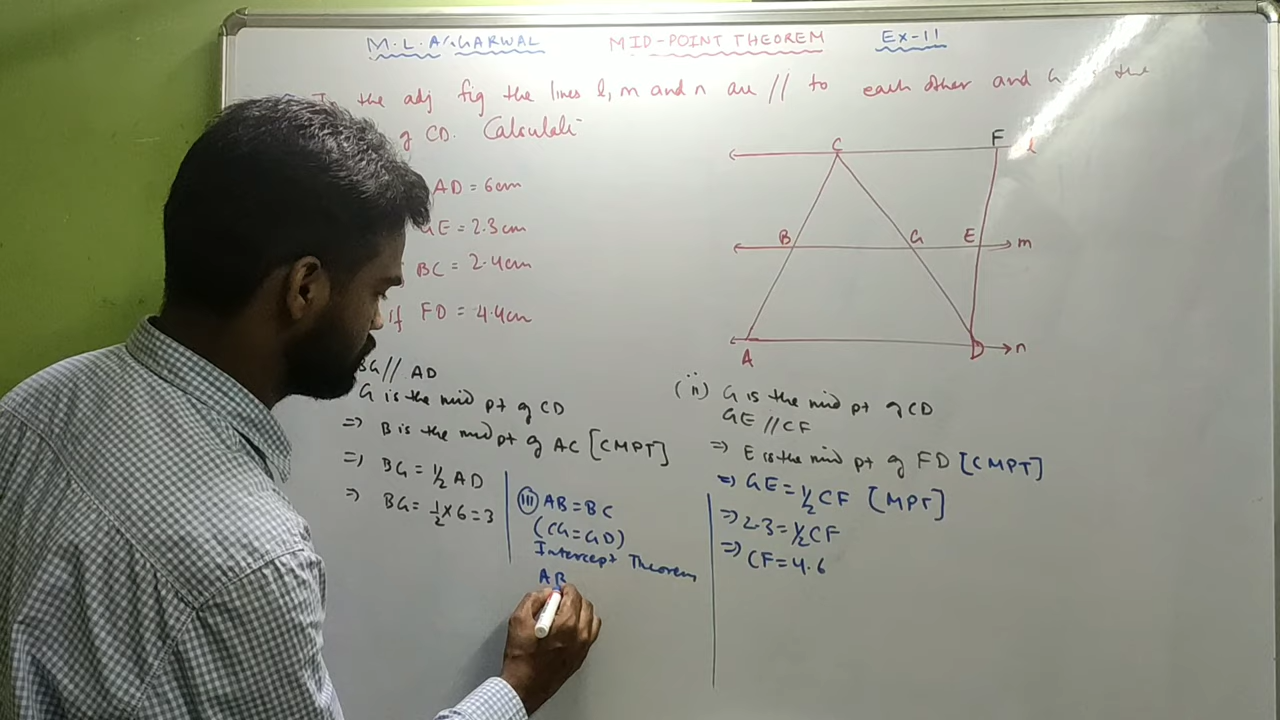 M.L. AGGARWAL MID-POINT THEOREM Ex-11
the adj fig the lines l, m and n are // to each other and G is the
of CD. Calculate
AD = 6cm
GE = 2.3cm
BC = 2.4cm
if FD = 4.4cm
C F l
B G E m
A D n
BG // AD
G is the mid pt of CD
=> B is the mid pt of AC [CMPT]
=> BG = 1/2 AD
=> BG = 1/2 × 6 = 3
(iii) AB = BC
(CG = GD)
Intercept Theorem
AB
(ii) G is the mid pt of CD
GE // CF
=> E is the mid pt of FD [CMPT]
=> GE = 1/2 CF [MPT]
=> 2.3 = 1/2 CF
=> CF = 4.6